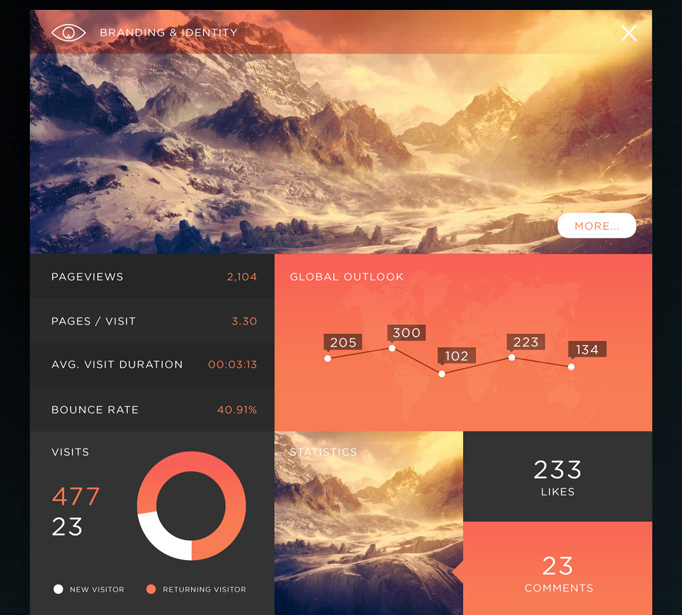 BRANDING & IDENTITY
MORE...
PAGEVIEWS 2,104
PAGES / VISIT 3.30
AVG. VISIT DURATION 00:03:13
BOUNCE RATE 40.91%
GLOBAL OUTLOOK
205
300
102
223
134
VISITS
477
23
NEW VISITOR
RETURNING VISITOR
STATISTICS
233
LIKES
23
COMMENTS